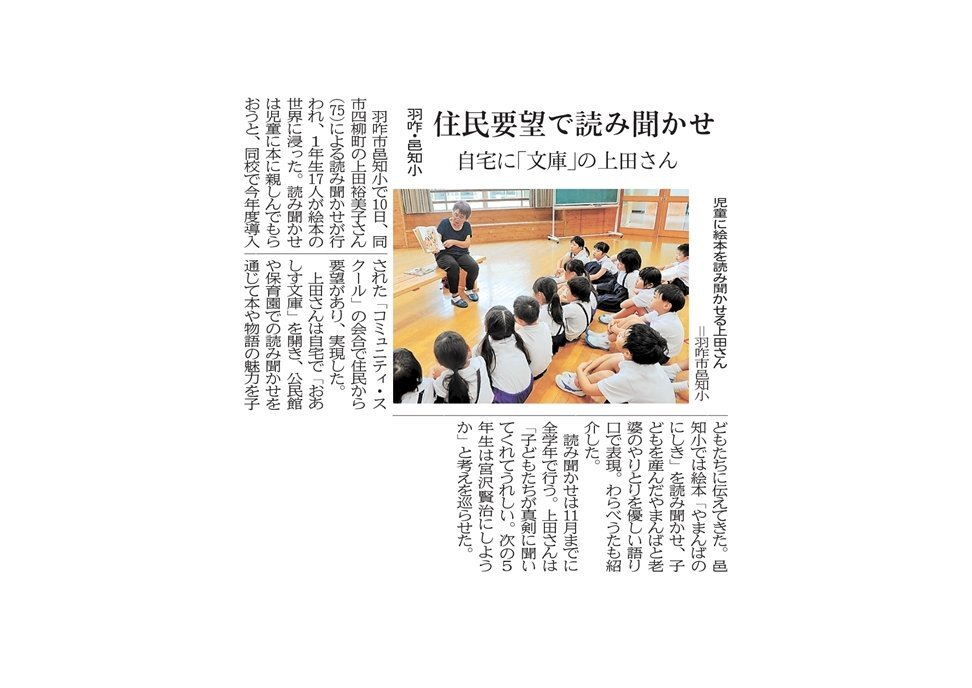 住民要望で読み聞かせ
自宅に「文庫」の上田さん
羽咋・邑知小
児童に絵本を読み聞かせる上田さん
＝羽咋市邑知小
羽咋市邑知小で10日、同
市四柳町の上田裕美子さん
(75)による読み聞かせが行
われ、１年生17人が絵本の
世界に浸った。読み聞かせ
は児童に本に親しんでもら
おうと、同校で今年度導入
された「コミュニティ・ス
クール」の会合で住民から
要望があり、実現した。
上田さんは自宅で「おあ
しす文庫」を開き、公民館
や保育園での読み聞かせを
通じて本や物語の魅力を子
どもたちに伝えてきた。邑
知小では絵本「やまんばの
にしき」を読み聞かせ、子
どもを産んだやまんばと老
婆のやりとりを優しい語り
口で表現。わらべうたも紹
介した。
読み聞かせは11月までに
全学年で行う。上田さんは
「子どもたちが真剣に聞い
てくれてうれしい。次の５
年生は宮沢賢治にしよう
か」と考えを巡らせた。